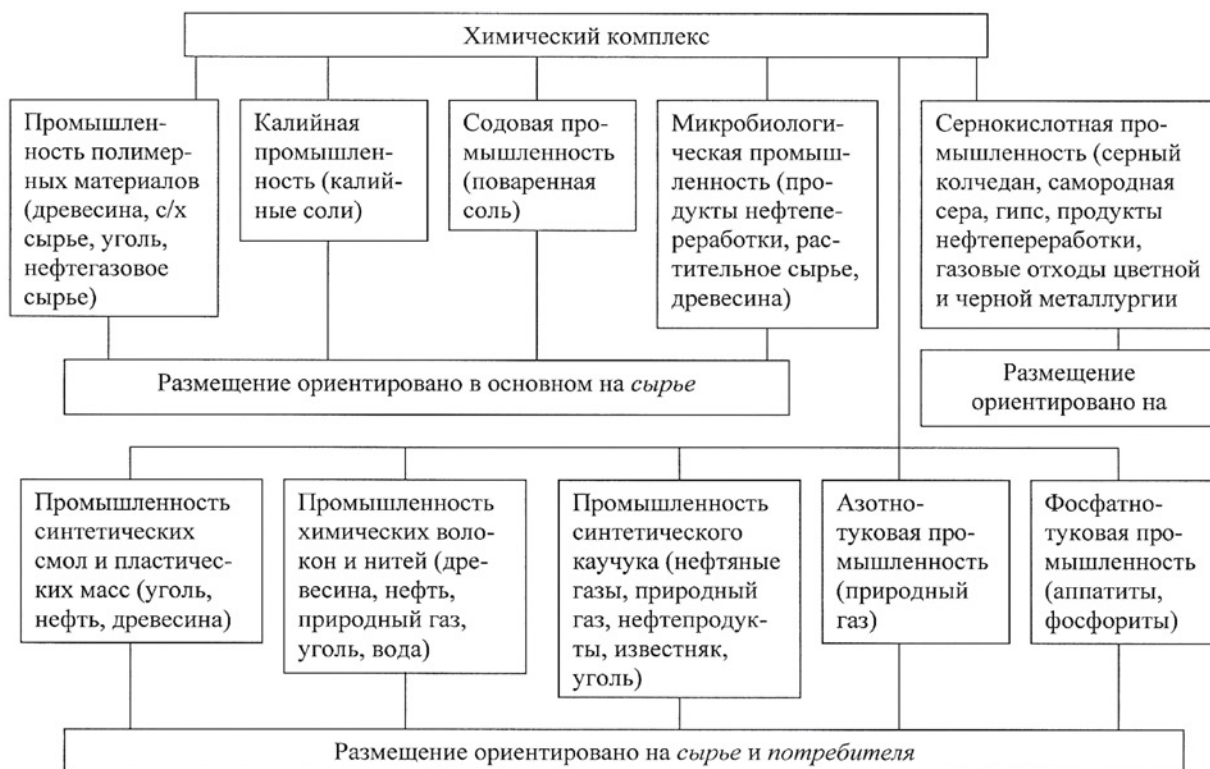 Химический комплекс
Промышлен-
ность полимер-
ных материалов
(древесина, с/х
сырье, уголь,
нефтегазовое
сырье)
Калийная
промышлен-
ность (калий-
ные соли)
Содовая про-
мышленность
(поваренная
соль)
Микробиологи-
ческая промыш-
ленность (про-
дукты нефтепе-
реработки, рас-
тительное сырье,
древесина)
Сернокислотная про-
мышленность (серный
колчедан, самородная
сера, гипс, продукты
нефтепереработки,
газовые отходы цветной
и черной металлургии
Размещение ориентировано в основном на сырье
Размещение
ориентировано на
Промышленность
синтетических
смол и пластичес-
ких масс (уголь,
нефть, древесина)
Промышленность
химических воло-
кон и нитей (дре-
весина, нефть,
природный газ,
уголь, вода)
Промышленность
синтетического
каучука (нефтяные
газы, природный
газ, нефтепродук-
ты, известняк,
уголь)
Азотно-
туковая про-
мышленность
(природный
газ)
Фосфатно-
туковая про-
мышленность
(аппатиты,
фосфориты)
Размещение ориентировано на сырье и потребителя